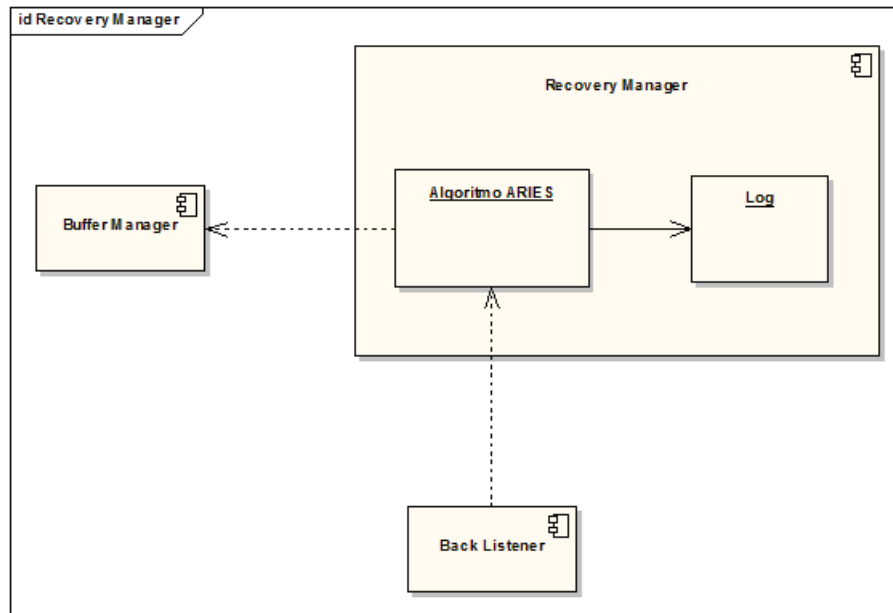 id Recovery Manager
Recovery Manager
Algoritmo ARIES
Log
Buffer Manager
Back Listener